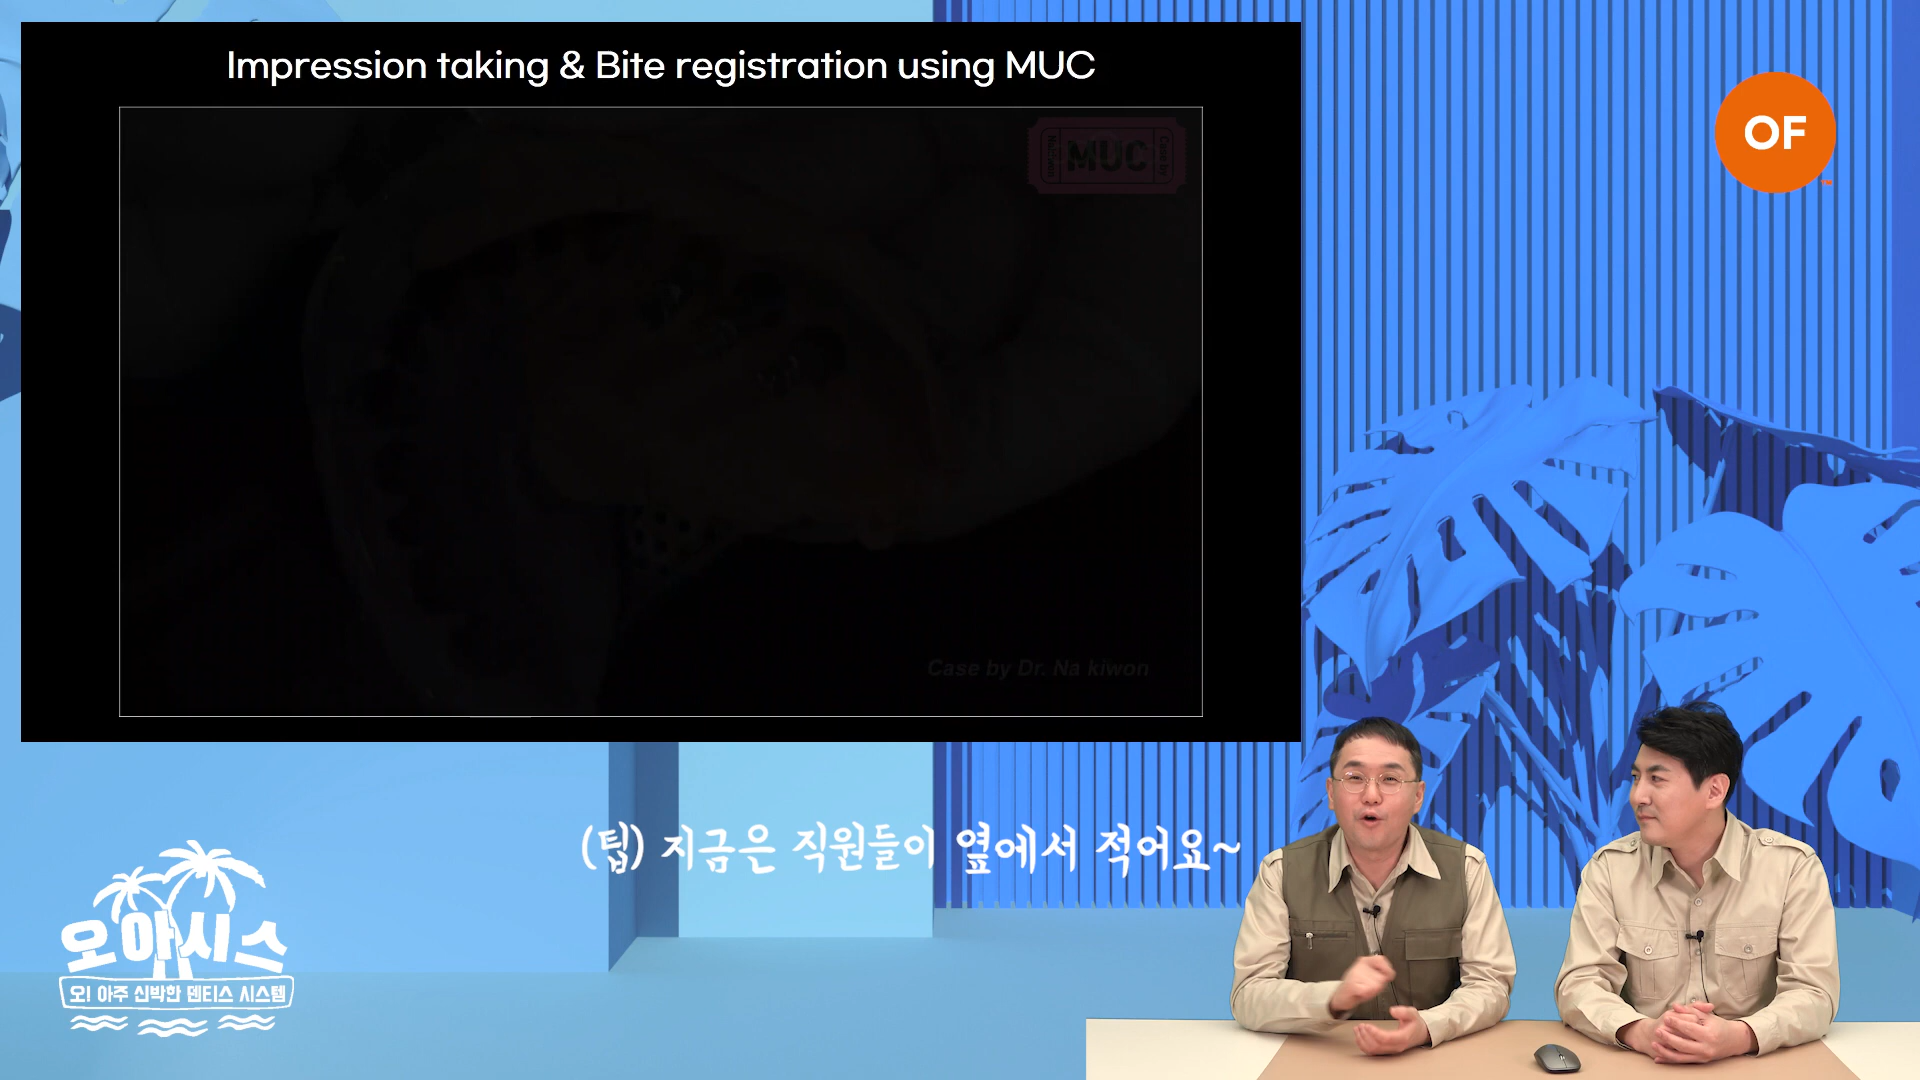 Impression taking & Bite registration using MUC
MUC
Case by Dr. Na kiwon
OF
(팁) 지금은 직원들이 옆에서 적어요~
오아시스
오! 아주 신박한 덴티스 시스템